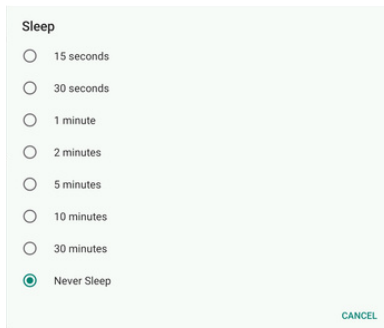 Sleep
15 seconds
30 seconds
1 minute
2 minutes
5 minutes
10 minutes
30 minutes
Never Sleep
CANCEL